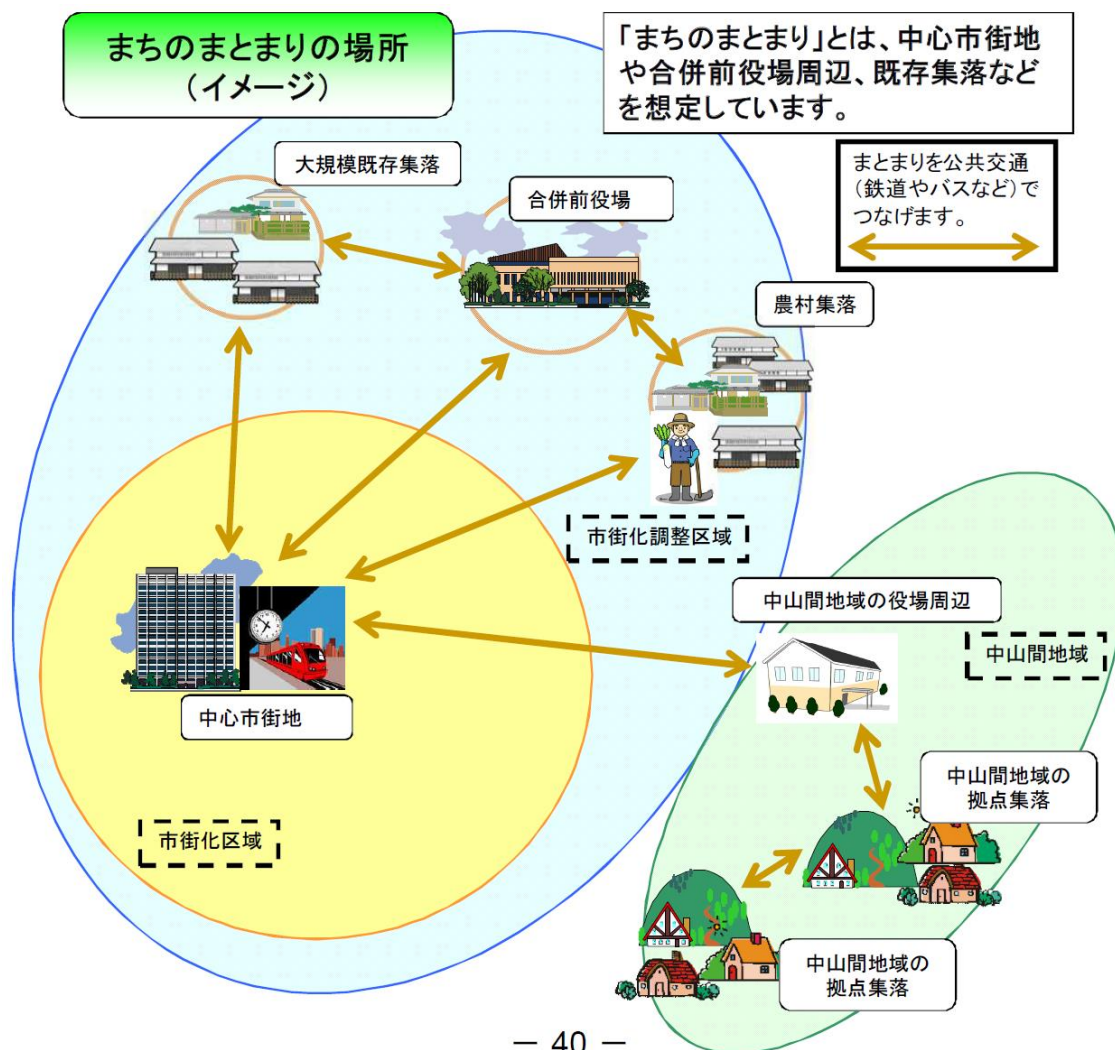 まちのまとまりの場所
（イメージ）
「まちのまとまり」とは、中心市街地
や合併前役場周辺、既存集落など
を想定しています。
まとまりを公共交通
（鉄道やバスなど）で
つなげます。
大規模既存集落
合併前役場
農村集落
市街化調整区域
中山間地域の役場周辺
中山間地域
中心市街地
中山間地域の
拠点集落
市街化区域
中山間地域の
拠点集落
－ 40 －